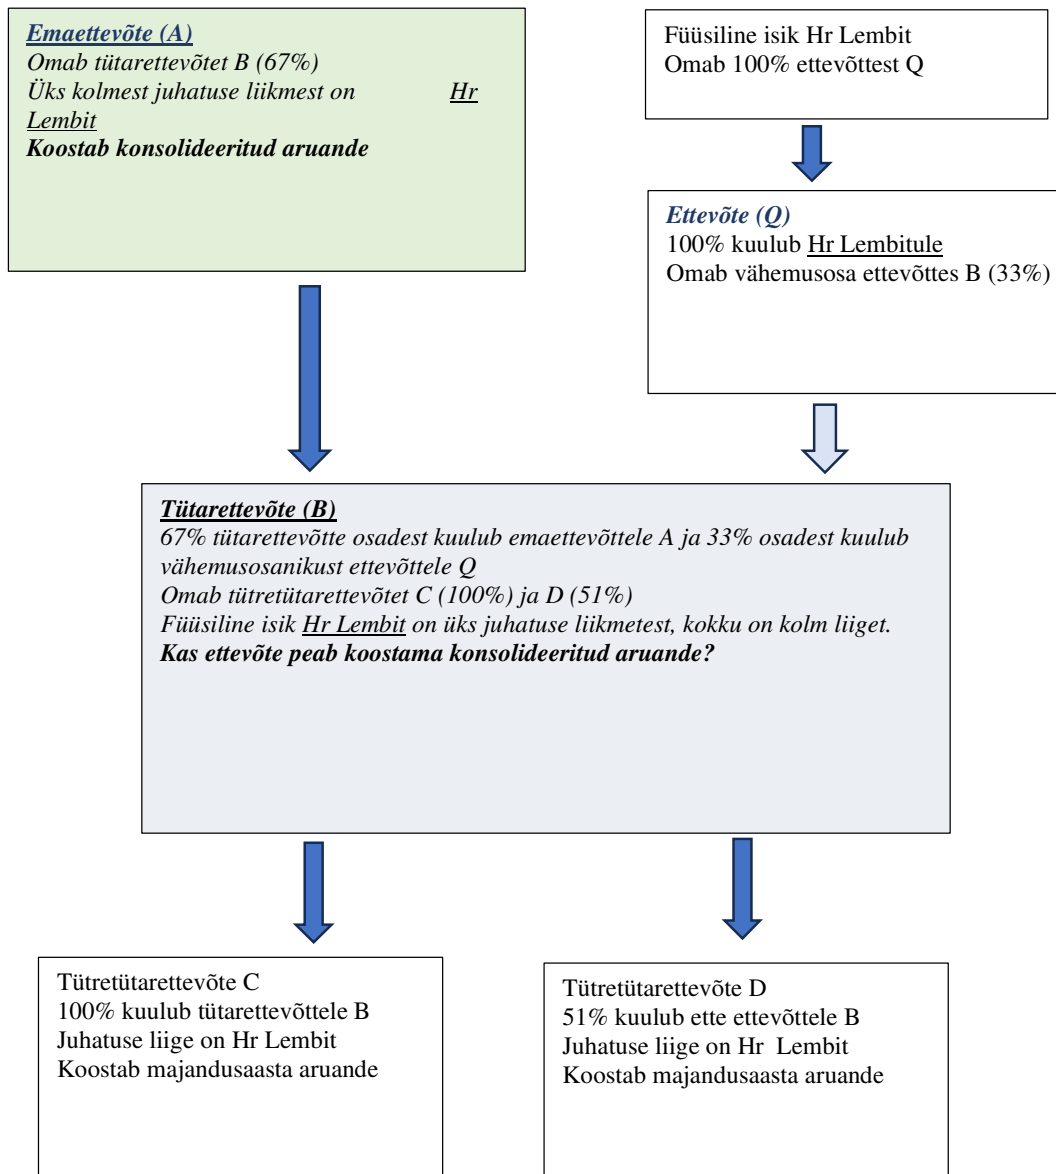 Emaettevõte (A)
Omab tütarettevõtet B (67%)
Üks kolmest juhatuse liikmest on Hr
Lembit
Koostab konsolideeritud aruande
Füüsiline isik Hr Lembit
Omab 100% ettevõttest Q
Ettevõte (Q)
100% kuulub Hr Lembitule
Omab vähemusosa ettevõttes B (33%)
Tütarettevõte (B)
67% tütarettevõtte osadest kuulub emaettevõttele A ja 33% osadest kuulub
vähemusosanikust ettevõttele Q
Omab tütretütarettevõtet C (100%) ja D (51%)
Füüsiline isik Hr Lembit on üks juhatuse liikmetest, kokku on kolm liiget.
Kas ettevõte peab koostama konsolideeritud aruande?
Tütretütarettevõte C
100% kuulub tütarettevõttele B
Juhatuse liige on Hr Lembit
Koostab majandusaasta aruande
Tütretütarettevõte D
51% kuulub ette ettevõttele B
Juhatuse liige on Hr Lembit
Koostab majandusaasta aruande